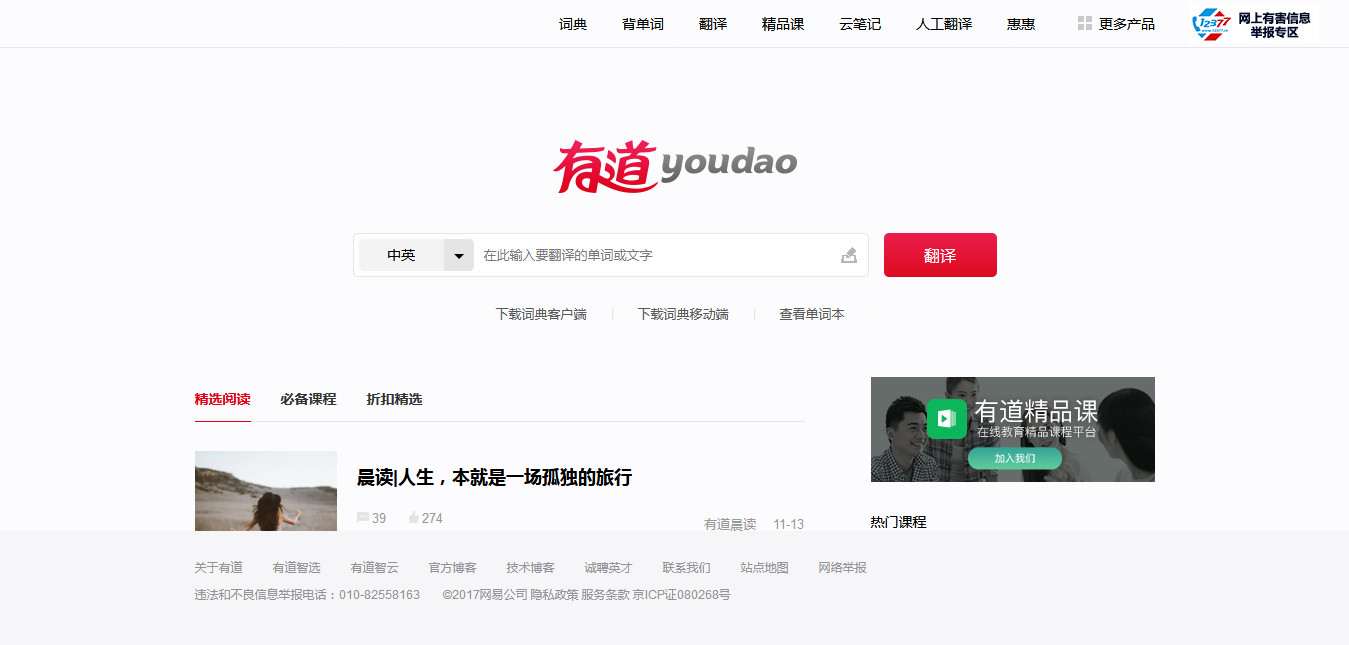 词典 背单词 翻译 精品课 云笔记 人工翻译 惠惠 更多产品 12377 网上有害信息
举报专区
有道 youdao
中英 在此输入要翻译的单词或文字 翻译
下载词典客户端 下载词典移动端 查看单词本
精选阅读 必备课程 折扣精选
有道精品课
在线教育精品课程平台
加入我们
晨读|人生，本就是一场孤独的旅行
39 274 有道晨读 11-13
热门课程
关于有道 有道智选 有道智云 官方博客 技术博客 诚聘英才 联系我们 站点地图 网络举报
违法和不良信息举报电话：010-82558163 ©2017网易公司 隐私政策 服务条款 京ICP证080268号